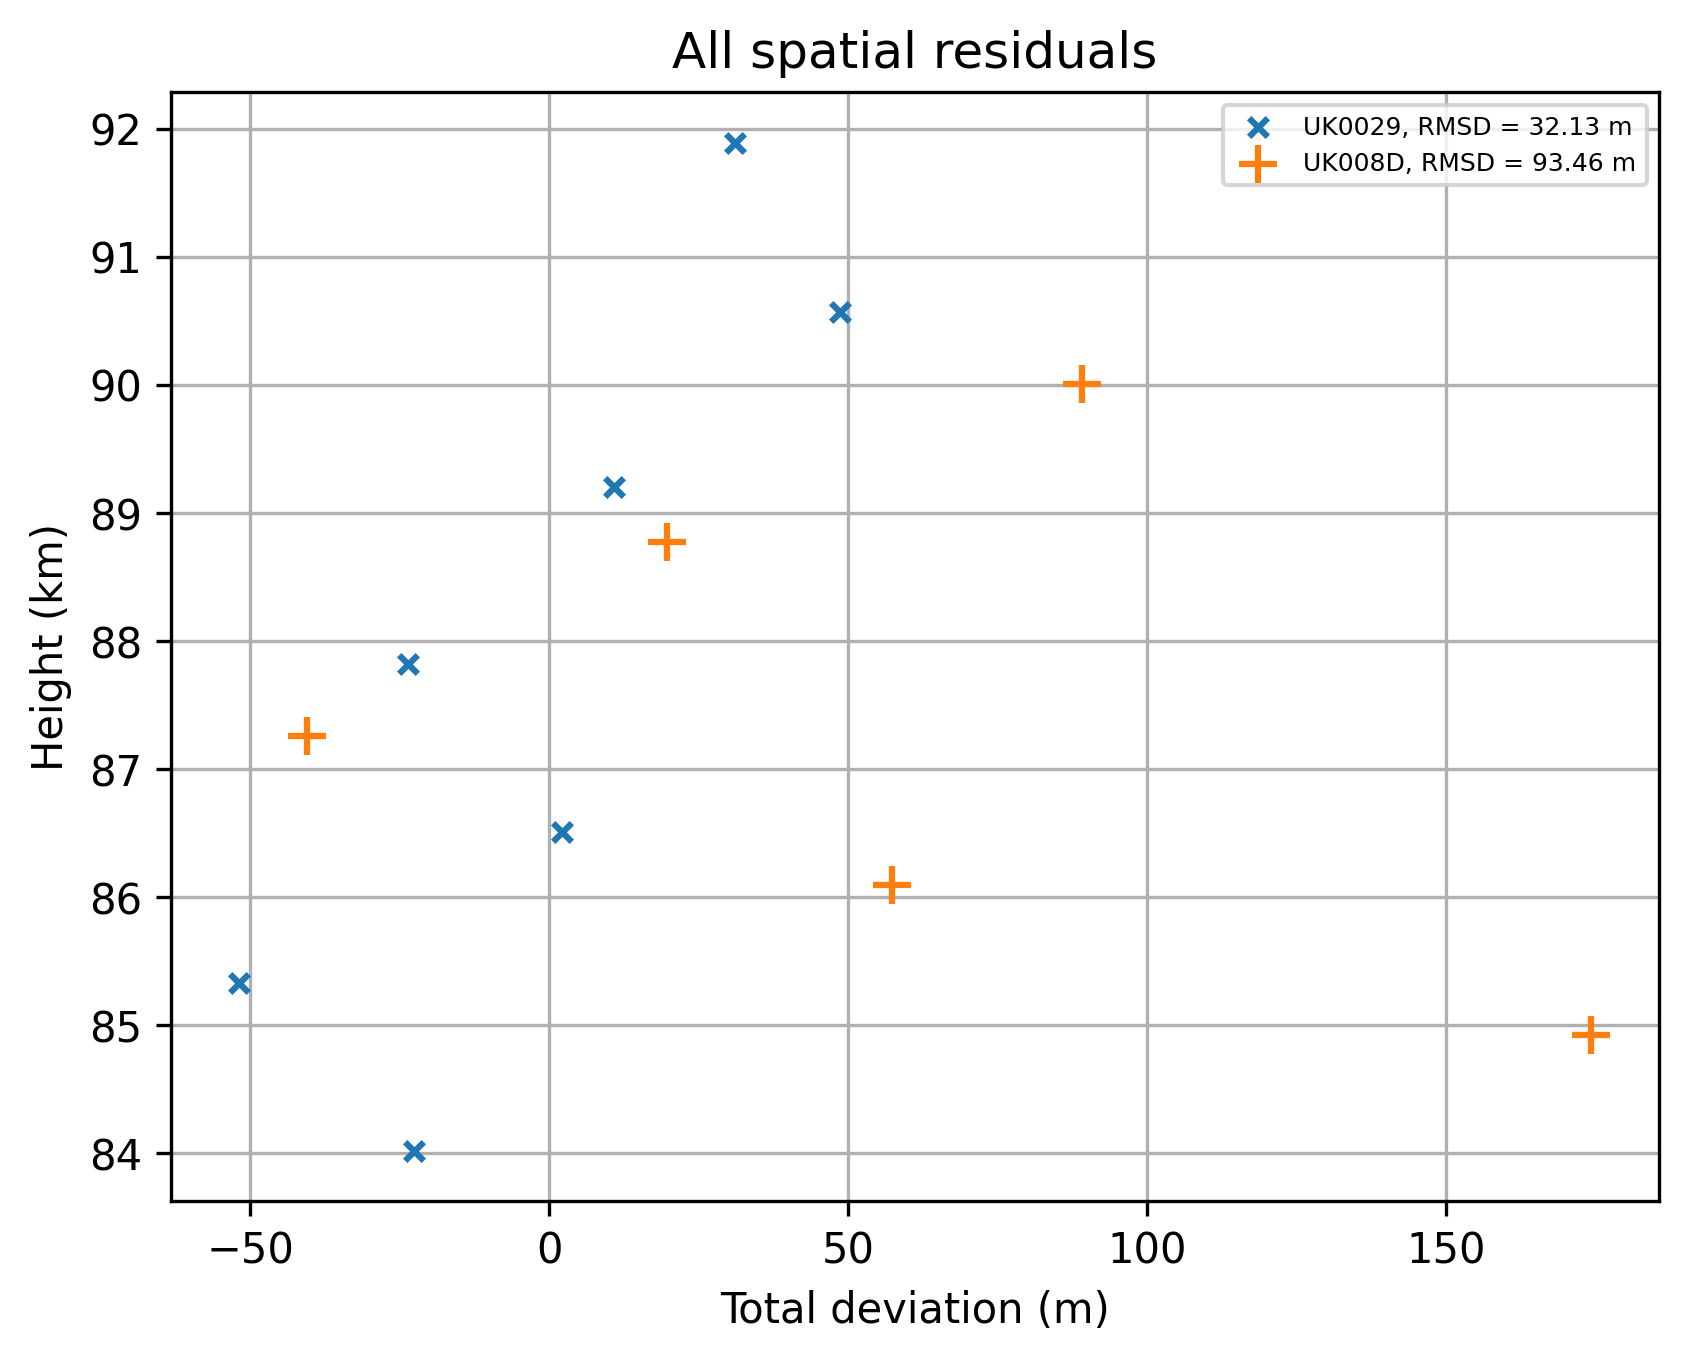 All spatial residuals
UK0029, RMSD = 32.13 m
UK008D, RMSD = 93.46 m
92
91
90
89
88
87
86
85
84
Height (km)
−50
0
50
100
150
Total deviation (m)